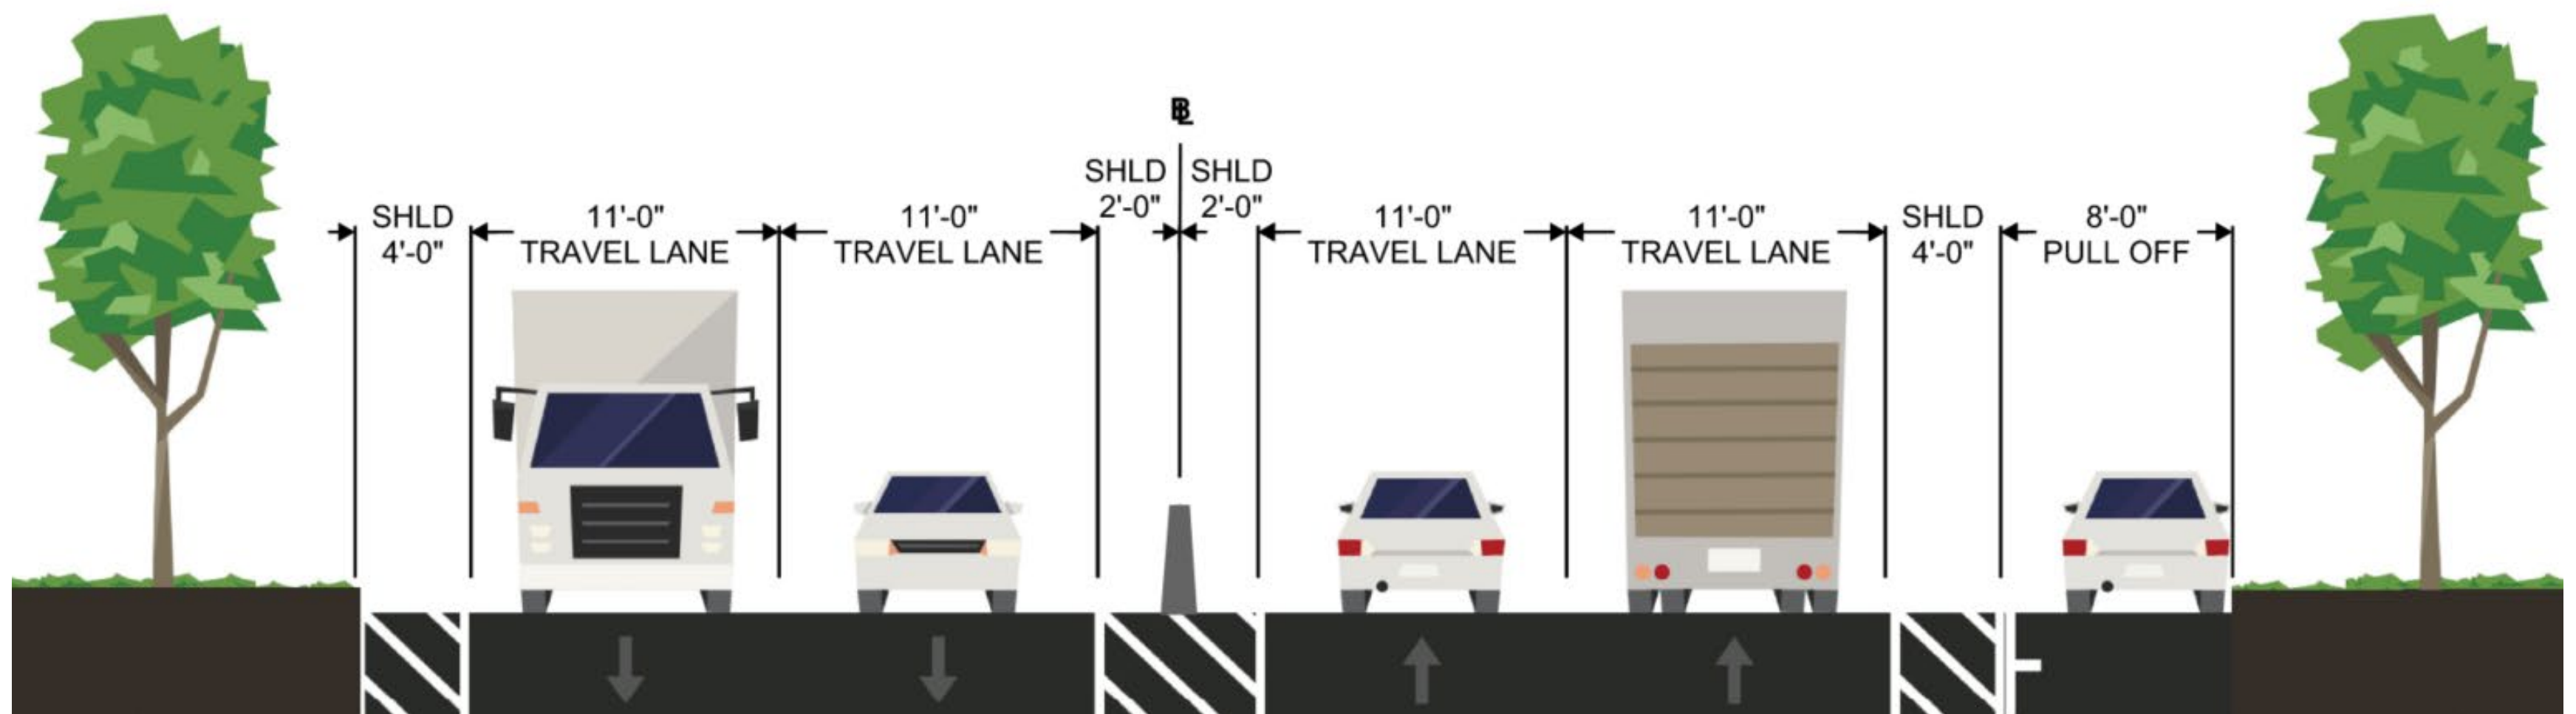 BL
SHLD
2'-0"
SHLD
2'-0"
SHLD
4'-0"
11'-0"
TRAVEL LANE
11'-0"
TRAVEL LANE
11'-0"
TRAVEL LANE
11'-0"
TRAVEL LANE
SHLD
4'-0"
8'-0"
PULL OFF